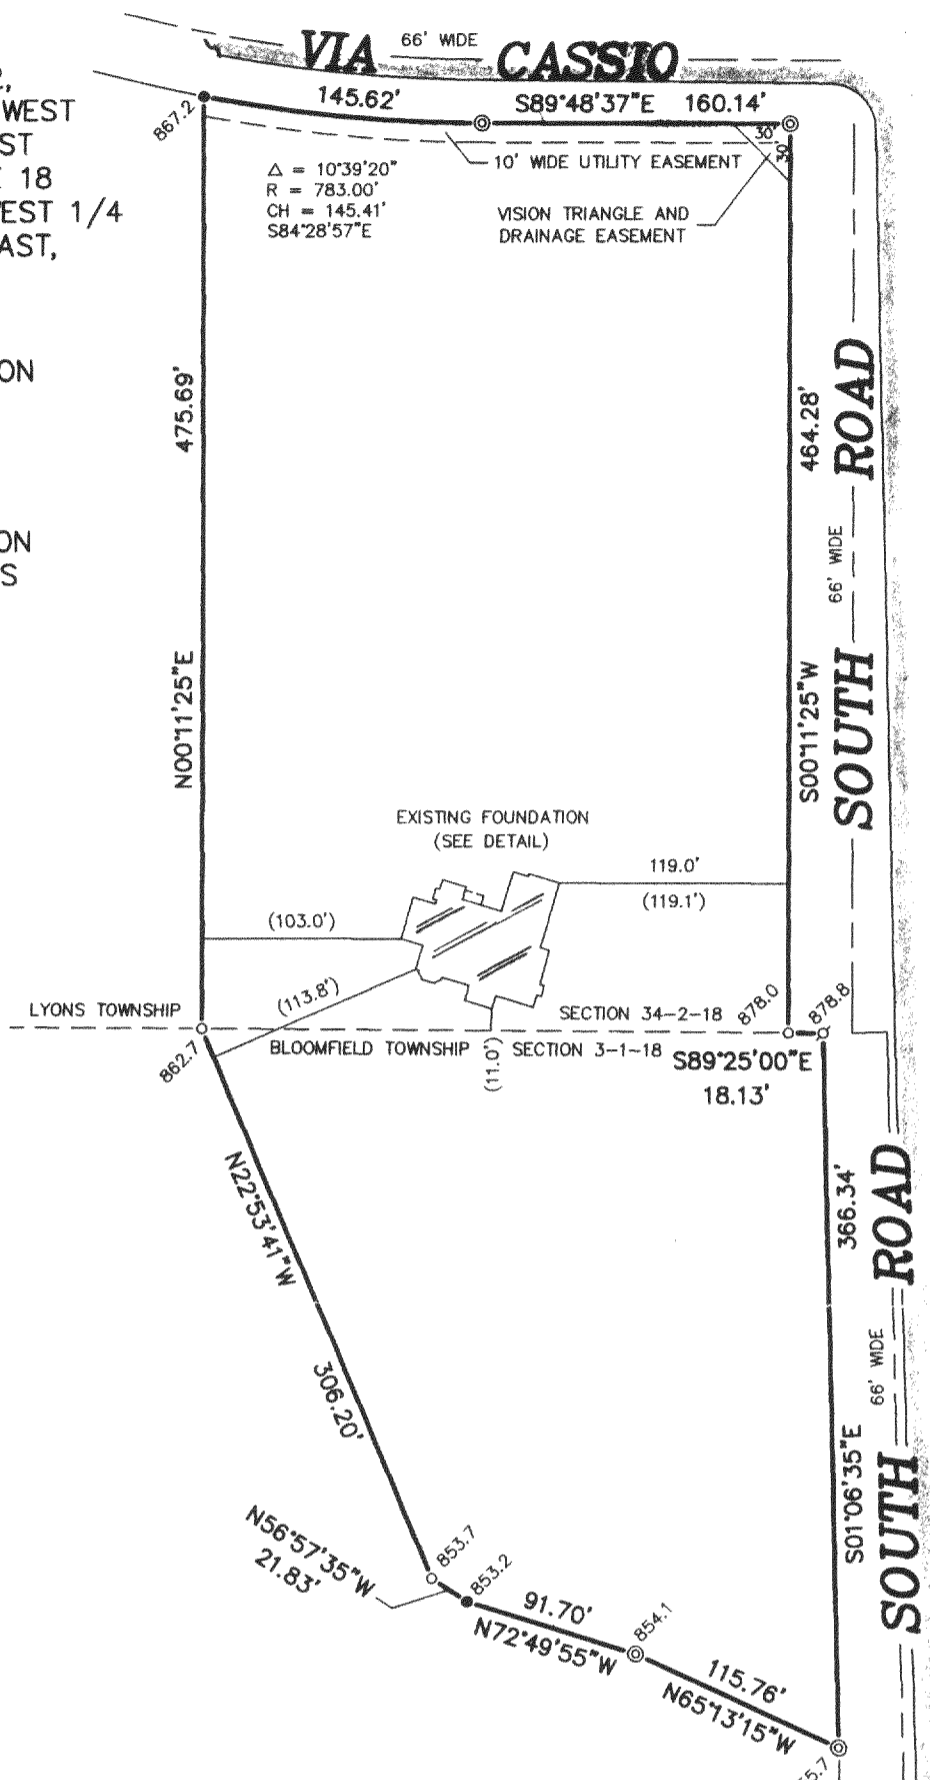 VIA 66' WIDE CASSIO
WEST
ST
18
EST 1/4
AST,
ON
ON
S
867.2
145.62'
S89°48'37"E 160.14'
30'
30'
10' WIDE UTILITY EASEMENT
Δ = 10°39'20"
R = 783.00'
CH = 145.41'
S84°28'57"E
VISION TRIANGLE AND
DRAINAGE EASEMENT
475.69'
N00°11'25"E
464.28'
S00°11'25"W
SOUTH 66' WIDE ROAD
EXISTING FOUNDATION
(SEE DETAIL)
119.0'
(119.1')
(103.0')
(113.8')
LYONS TOWNSHIP
SECTION 34-2-18
878.0
878.8
862.7
BLOOMFIELD TOWNSHIP
(11.0')
SECTION 3-1-18
S89°25'00"E
18.13'
N22°53'41"W
306.20'
366.34'
S01°06'35"E
SOUTH 66' WIDE ROAD
N56°57'35"W
21.83'
853.7
853.2
91.70'
N72°49'55"W
854.1
115.76'
N65°13'15"W
5.7